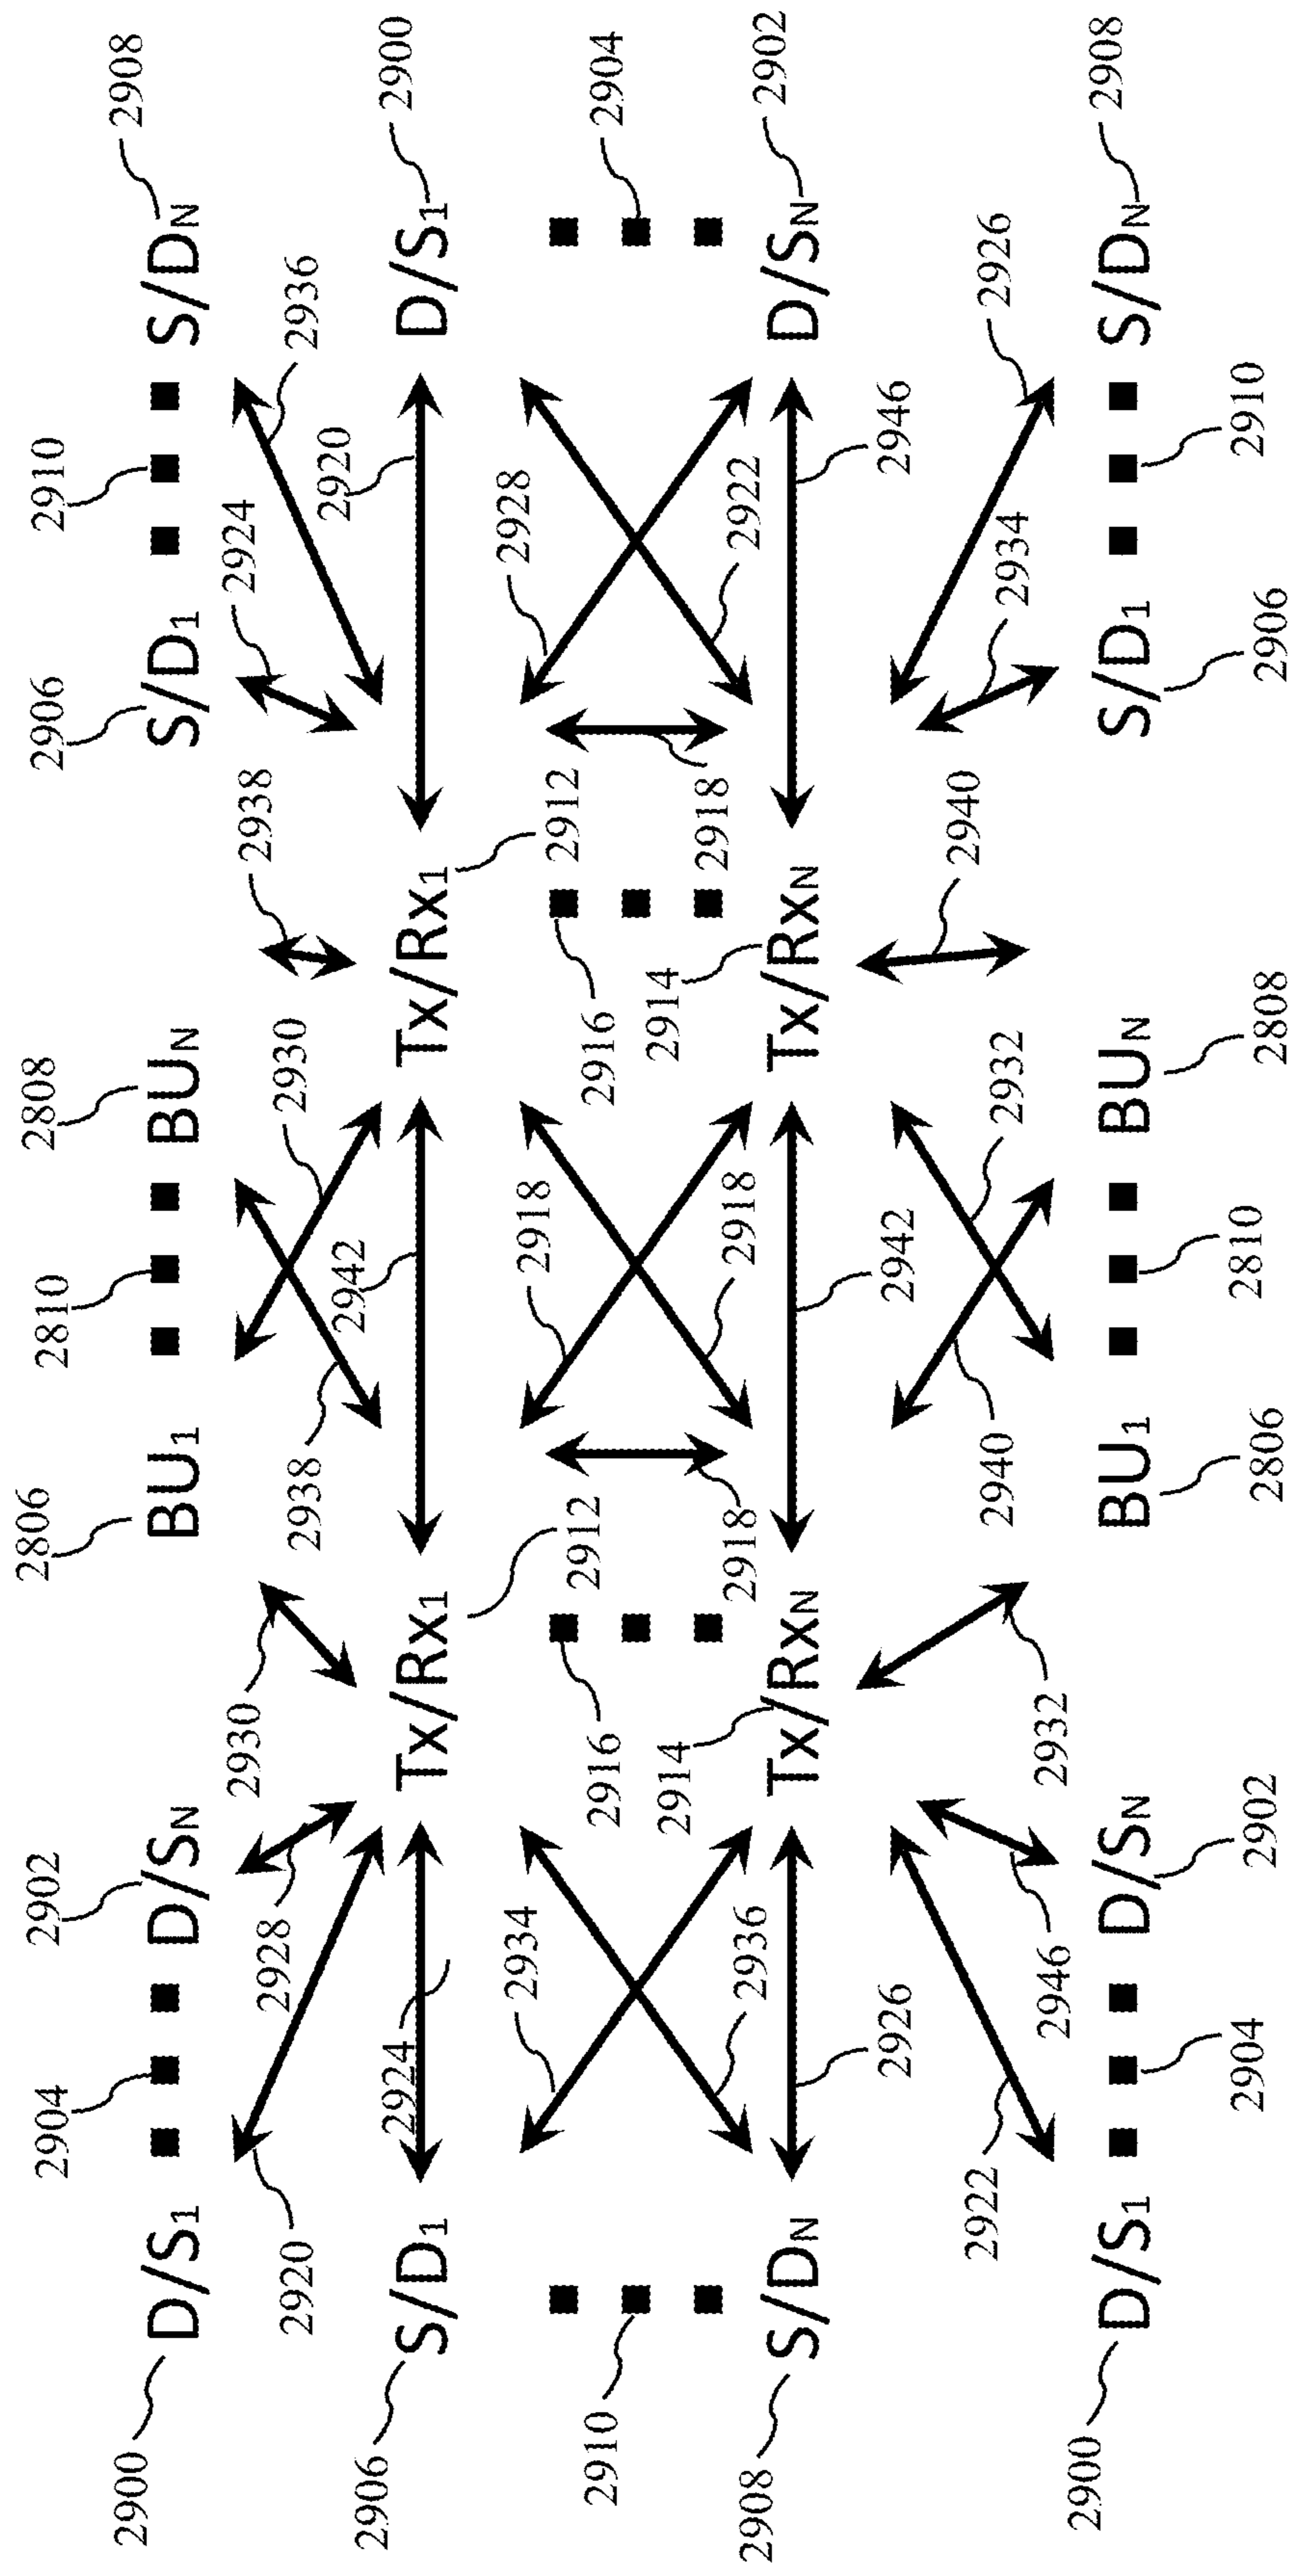 2904 2902 2806 2810 2808 2906 2910
2900 2908
D/S1 D/SN BU1 BUN S/D1 S/DN
2930 2938 2924
2920 2928 2938 2930 2936
2942 2920
2906 2924 2900
S/D1 Tx/Rx1 Tx/Rx1 D/S1
2934 2918 2928
2912 2912
2910 2916 2916 2904
2914 2914
2936 2918 2918 2918 2922
2908 2902
S/DN Tx/RxN Tx/RxN D/SN
2926 2942 2946
2922 2940 2932 2940 2934 2926
2946 2932
2900 2908
D/S1 D/SN BU1 BUN S/D1 S/DN
2904 2902 2806 2810 2808 2906 2910